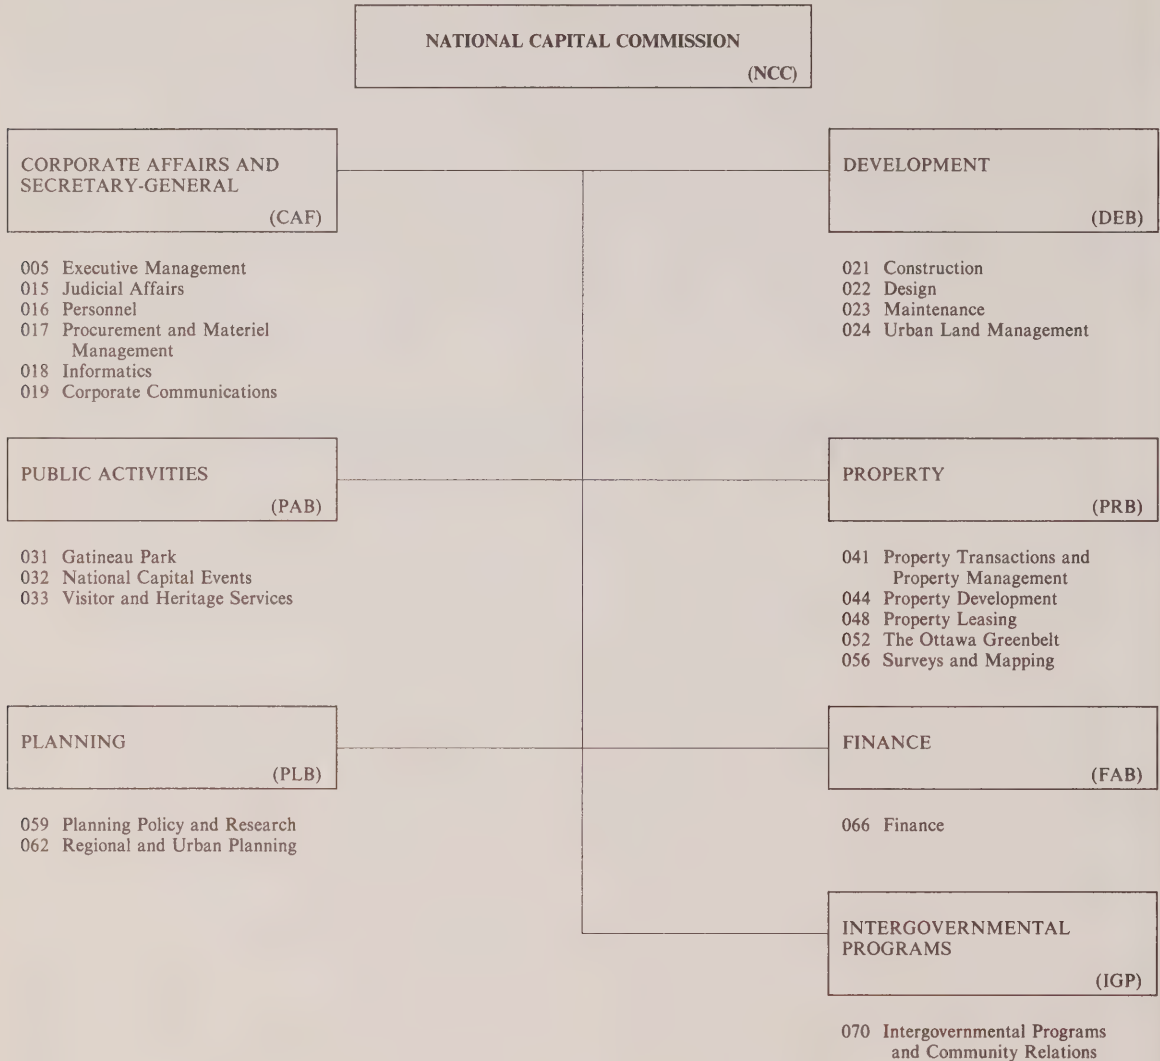 NATIONAL CAPITAL COMMISSION
(NCC)
CORPORATE AFFAIRS AND
SECRETARY-GENERAL
(CAF)
005 Executive Management
015 Judicial Affairs
016 Personnel
017 Procurement and Materiel
Management
018 Informatics
019 Corporate Communications
DEVELOPMENT
(DEB)
021 Construction
022 Design
023 Maintenance
024 Urban Land Management
PUBLIC ACTIVITIES
(PAB)
031 Gatineau Park
032 National Capital Events
033 Visitor and Heritage Services
PROPERTY
(PRB)
041 Property Transactions and
Property Management
044 Property Development
048 Property Leasing
052 The Ottawa Greenbelt
056 Surveys and Mapping
PLANNING
(PLB)
059 Planning Policy and Research
062 Regional and Urban Planning
FINANCE
(FAB)
066 Finance
INTERGOVERNMENTAL
PROGRAMS
(IGP)
070 Intergovernmental Programs
and Community Relations